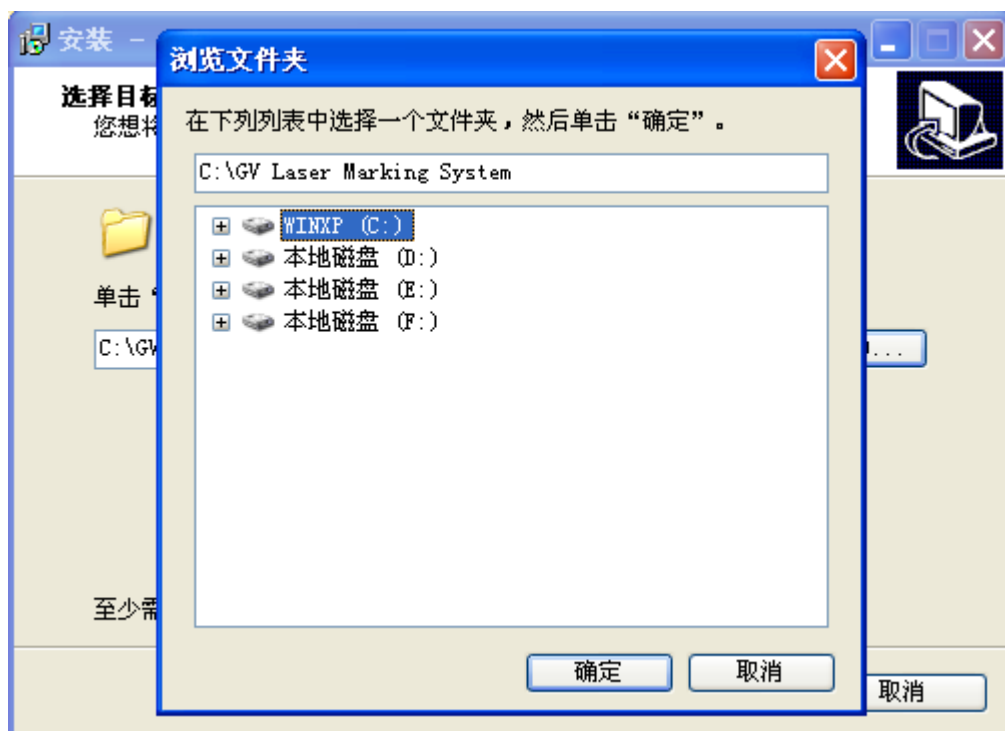 安装 -
浏览文件夹
选择目标
您想将
在下列列表中选择一个文件夹，然后单击“确定”。
C:\GV Laser Marking System
WINXP (C:)
本地磁盘 (D:)
本地磁盘 (E:)
本地磁盘 (F:)
单击“
C:\GV
...
至少需
确定
取消
取消